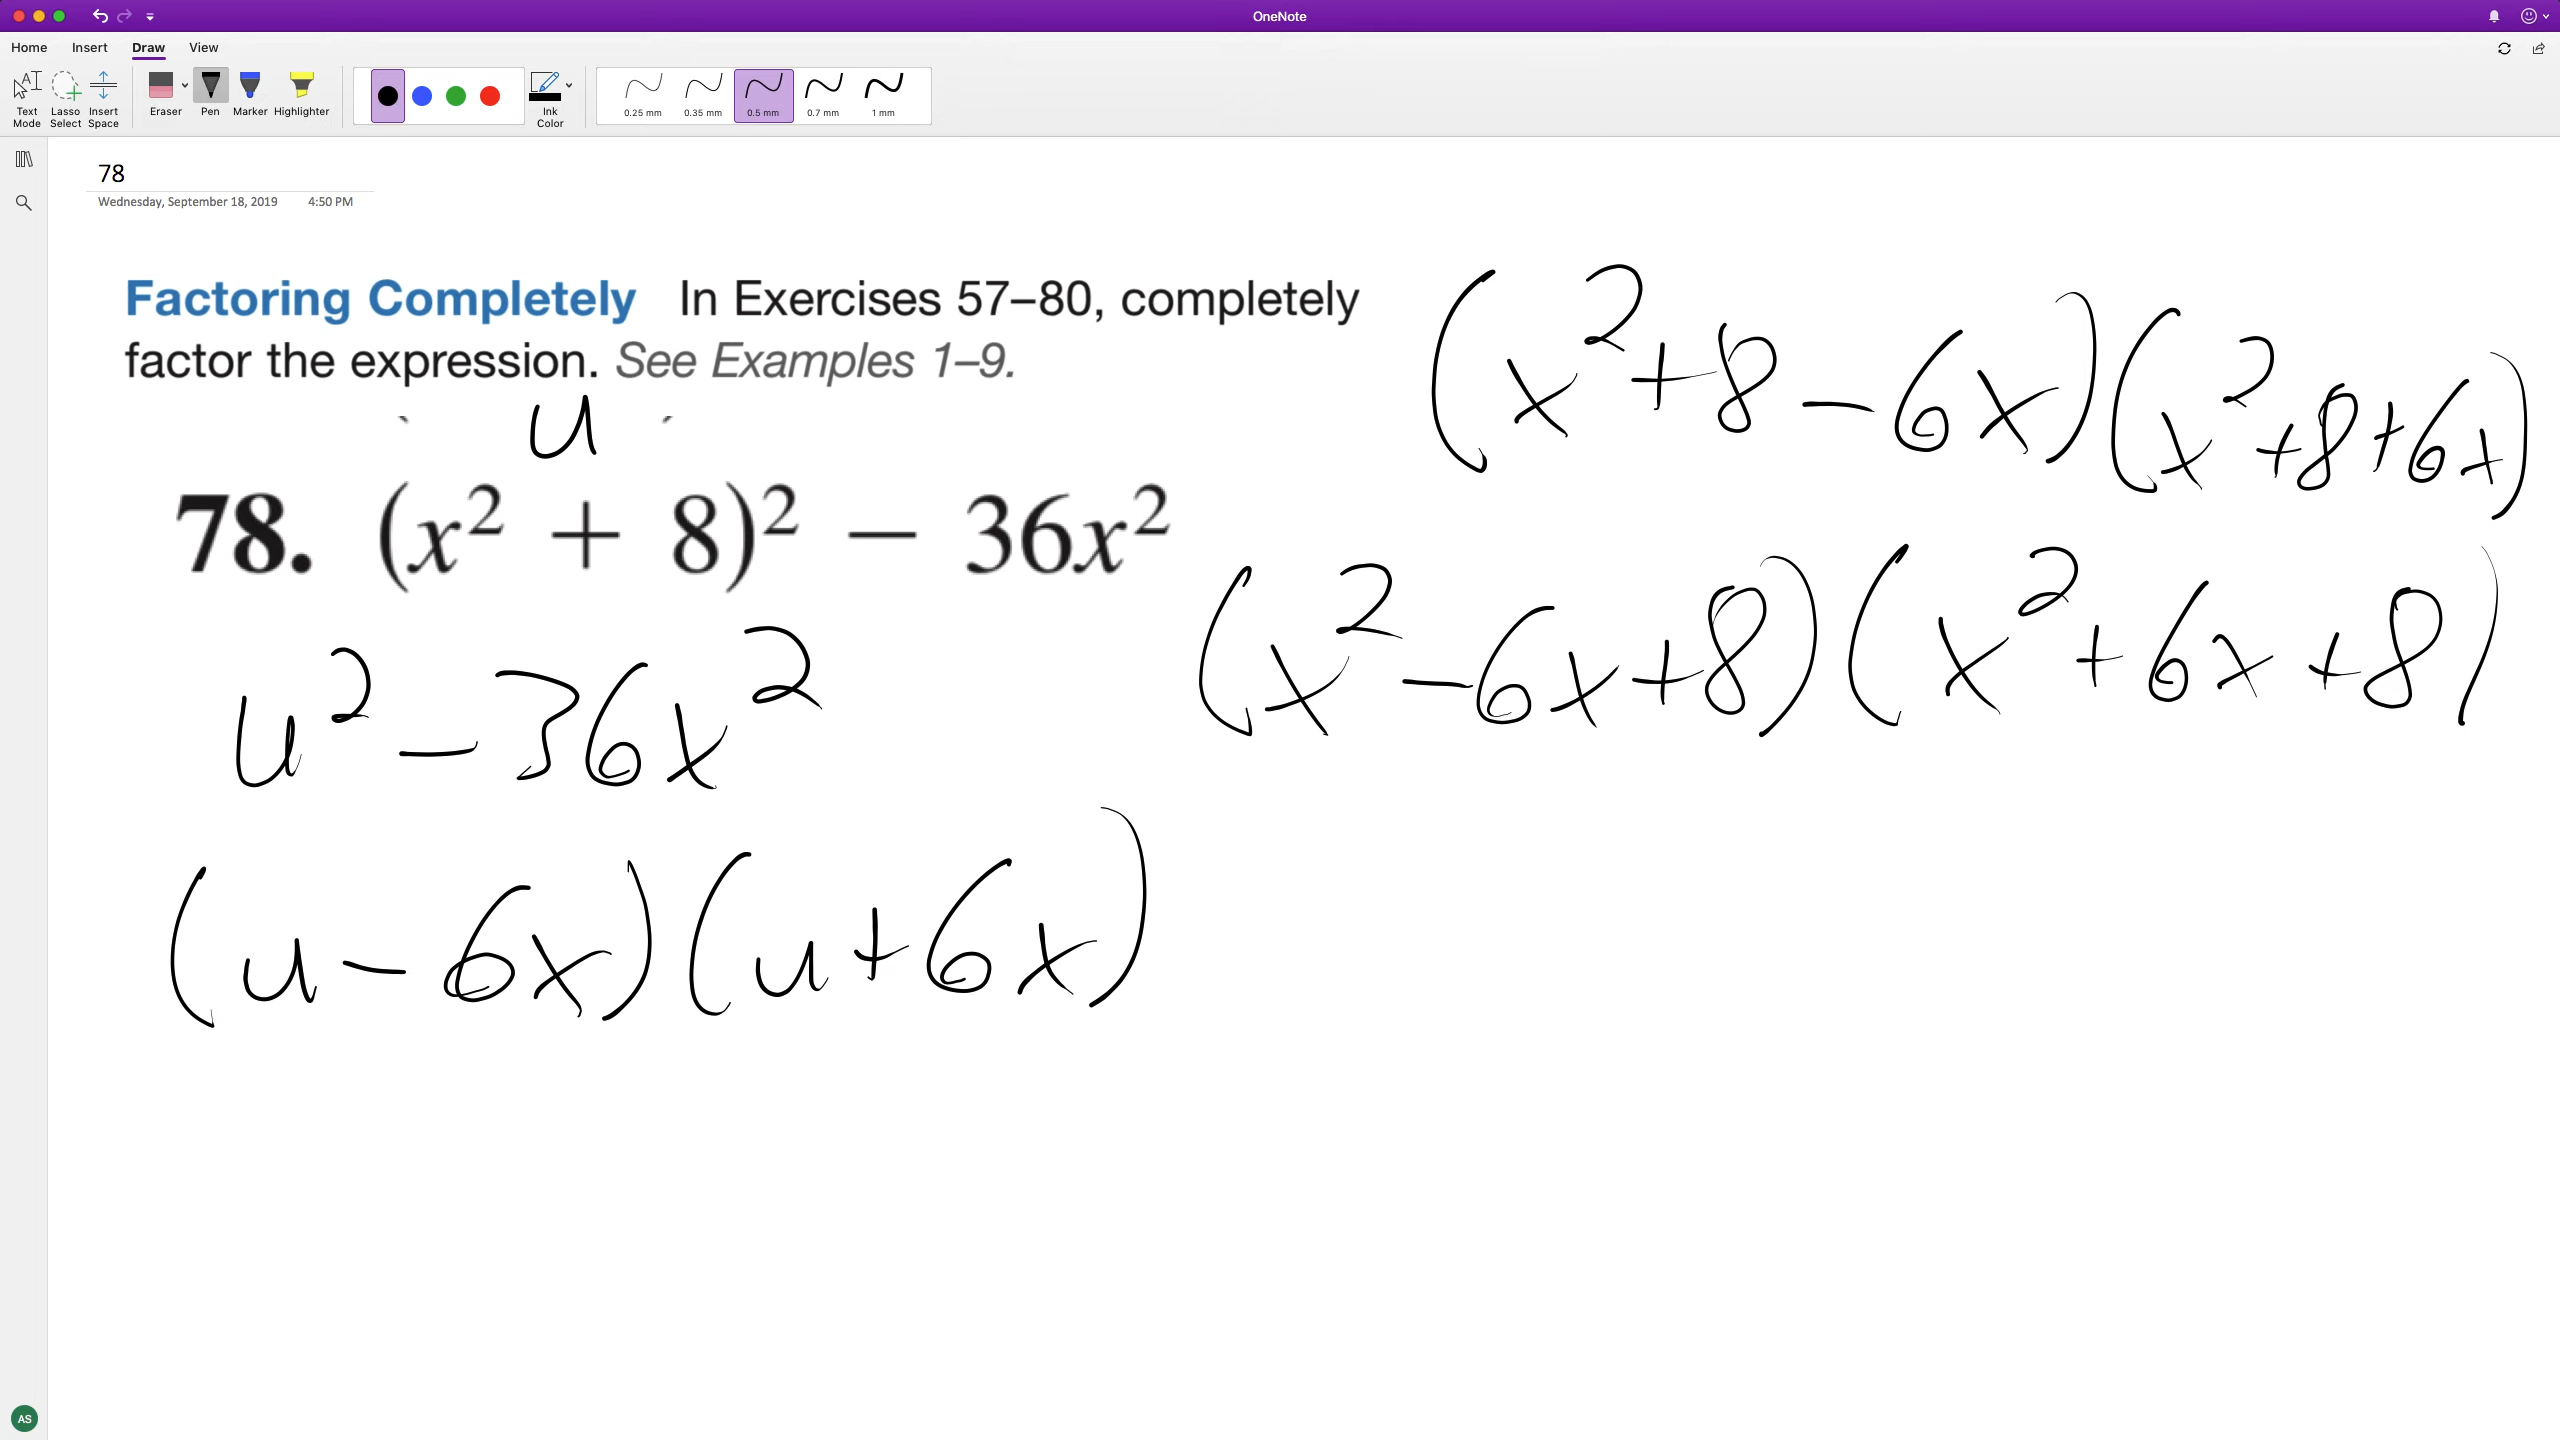 OneNote
Home Insert Draw View
Text Mode Lasso Select Insert Space Eraser Pen Marker Highlighter Ink Color 0.25 mm 0.35 mm 0.5 mm 0.7 mm 1 mm
78
Wednesday, September 18, 2019 4:50 PM
Factoring Completely In Exercises 57–80, completely
factor the expression. See Examples 1–9.
u
78. (x² + 8)² − 36x²
u² − 36x²
(u − 6x)(u + 6x)
(x² + 8 − 6x)(x² + 8 + 6x)
(x² − 6x + 8)(x² + 6x + 8)
AS